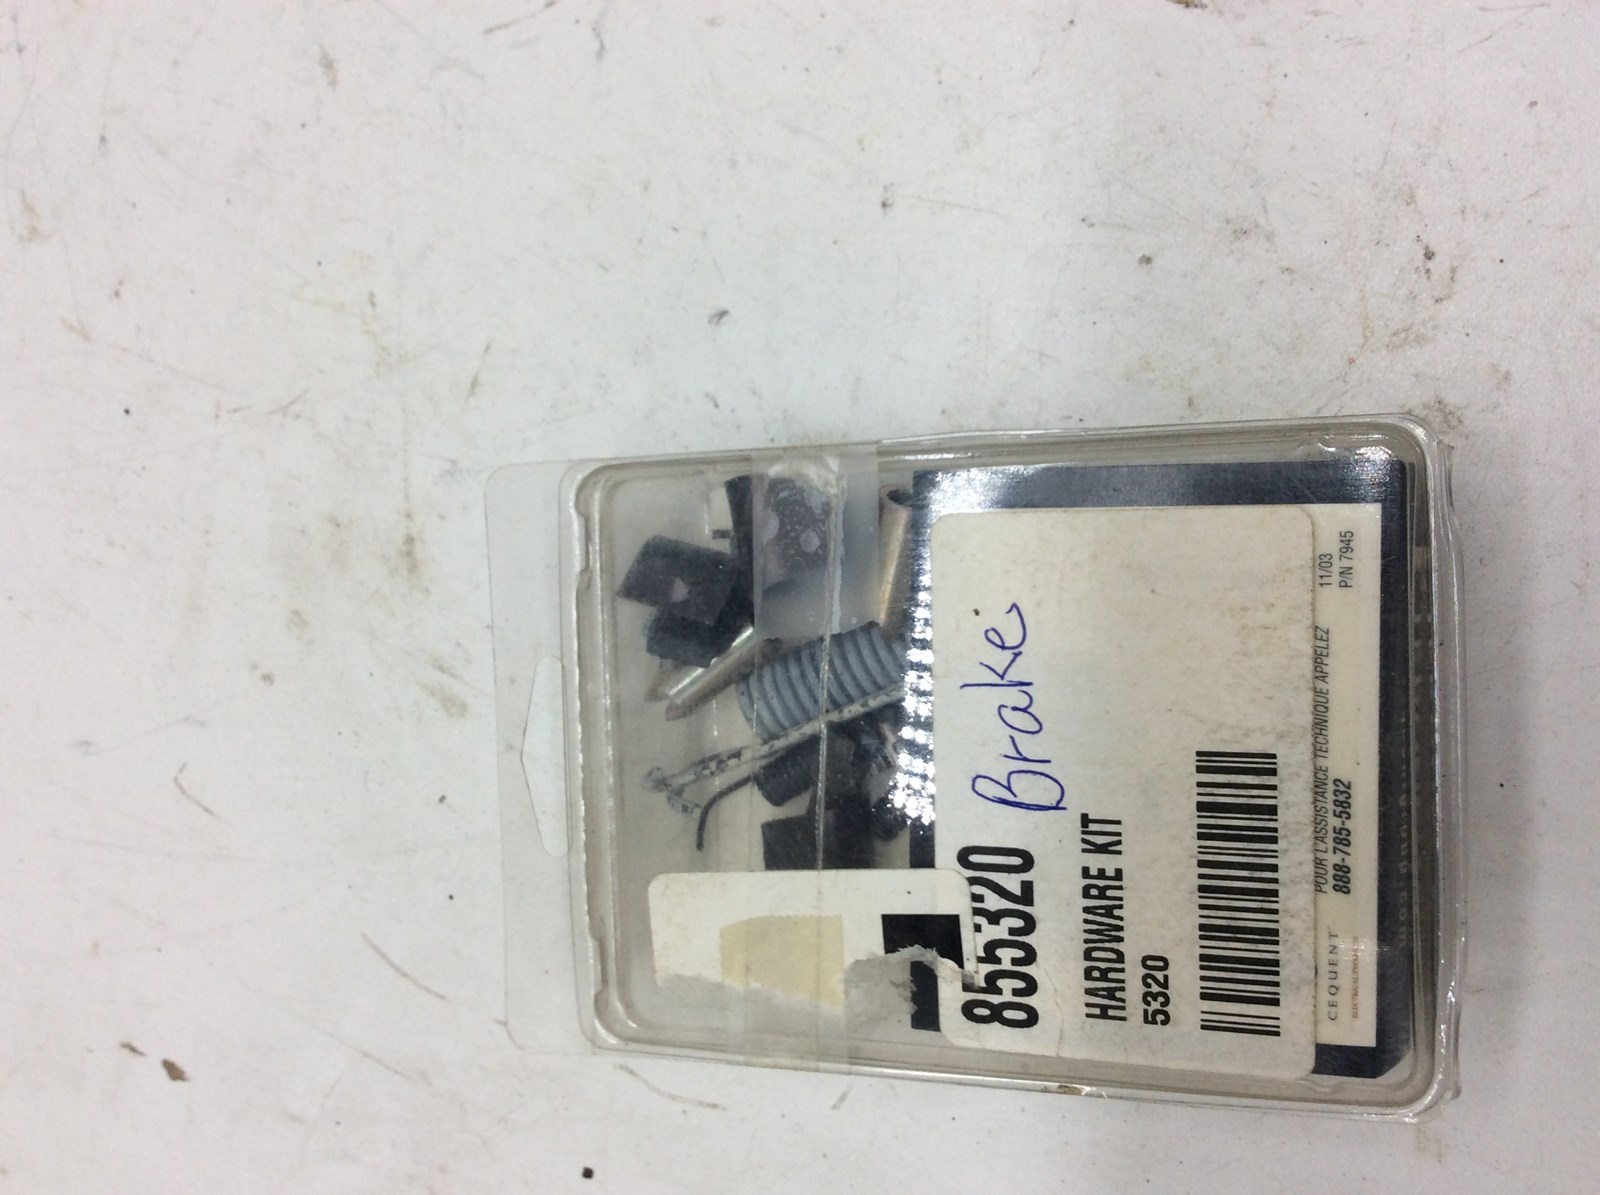 855320 Brake
HARDWARE KIT
5320
POUR L'ASSISTANCE TECHNIQUE APPELEZ
888-785-5832
11/03
P/N 7945
CEQUENT